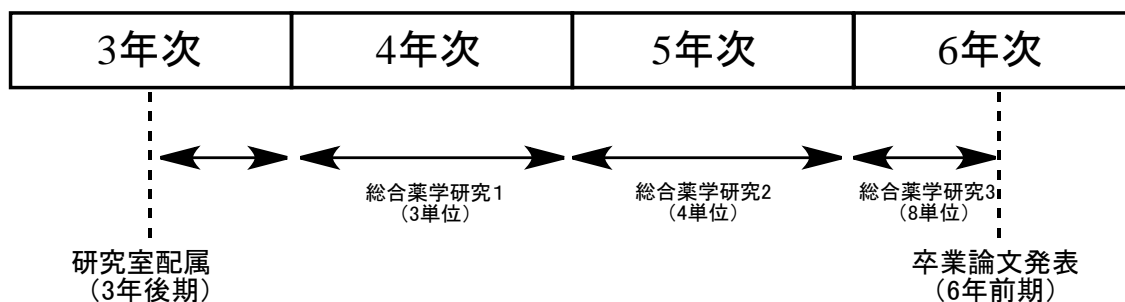 3年次
4年次
5年次
6年次
総合薬学研究1
(3単位)
総合薬学研究2
(4単位)
総合薬学研究3
(8単位)
研究室配属
(3年後期)
卒業論文発表
(6年前期)